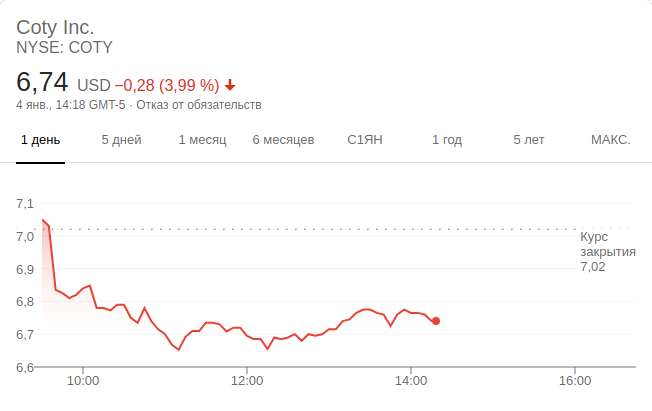 Coty Inc.
NYSE: COTY
6,74 USD −0,28 (3,99 %)
4 янв., 14:18 GMT-5 · Отказ от обязательств
1 день 5 дней 1 месяц 6 месяцев С1ЯН 1 год 5 лет МАКС.
7,1
7,0
6,9
6,8
6,7
6,6
Курс
закрытия
7,02
10:00 12:00 14:00 16:00